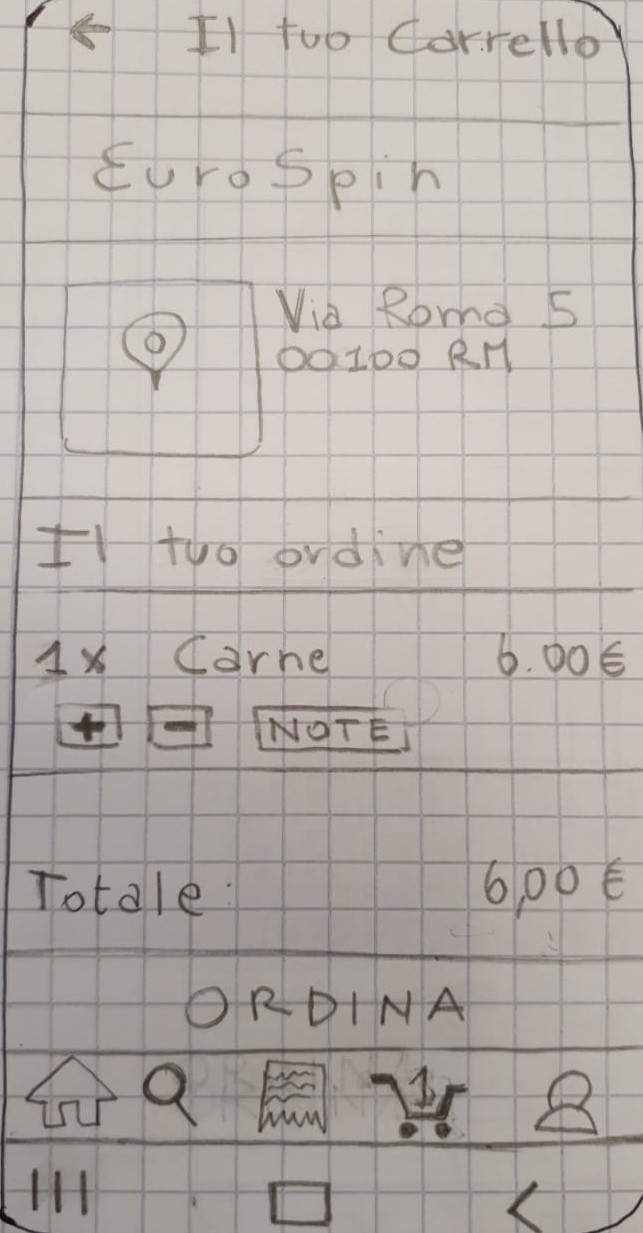 ← Il tuo Carrello
EuroSpin
Via Roma 5
00100 RM
Il tuo ordine
1x Carne 6.00€
+ - NOTE
Totale: 6,00 €
ORDINA
1